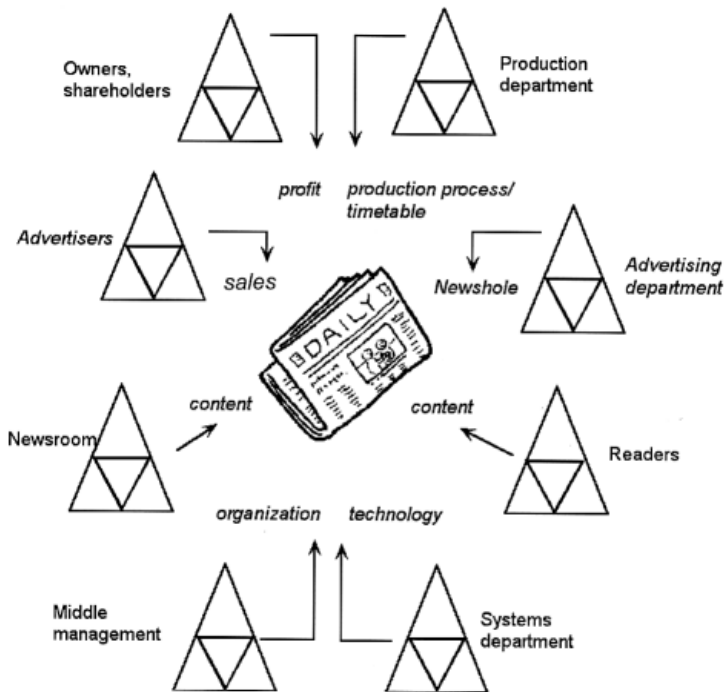 Owners,
shareholders
Production
department
profit
production process/
timetable
Advertisers
sales
Newshole
Advertising
department
DAILY
content
content
Newsroom
Readers
organization
technology
Middle
management
Systems
department